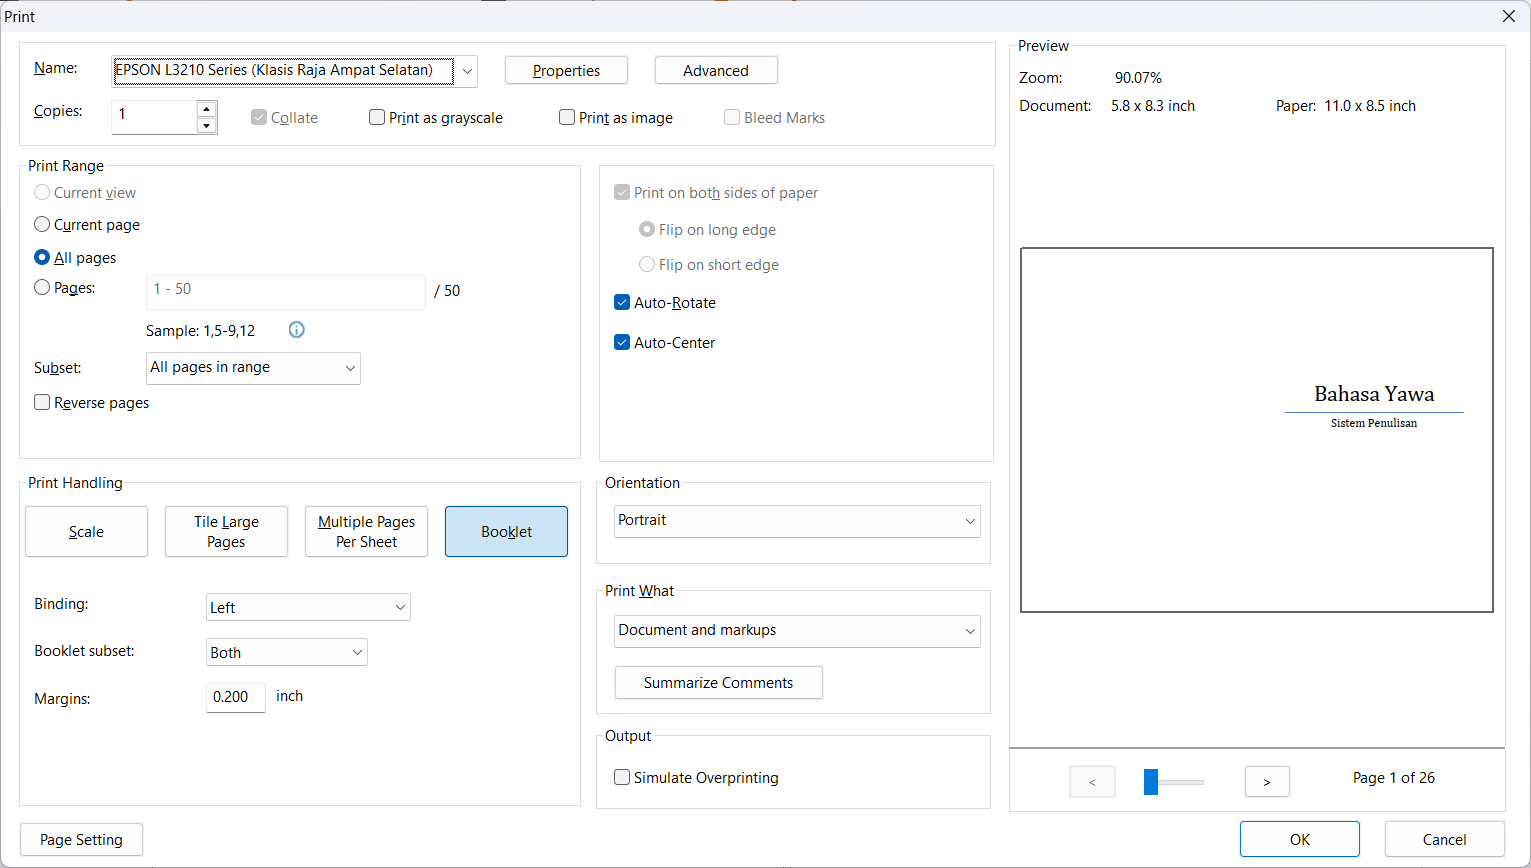 Print
Name:
EPSON L3210 Series (Klasis Raja Ampat Selatan)
Properties
Advanced
Copies:
1
Collate
Print as grayscale
Print as image
Bleed Marks
Print Range
Current view
Current page
All pages
Pages:
1 - 50
/ 50
Sample: 1,5-9,12
Subset:
All pages in range
Reverse pages
Print on both sides of paper
Flip on long edge
Flip on short edge
Auto-Rotate
Auto-Center
Print Handling
Scale
Tile Large
Pages
Multiple Pages
Per Sheet
Booklet
Binding:
Left
Booklet subset:
Both
Margins:
0.200
inch
Orientation
Portrait
Print What
Document and markups
Summarize Comments
Output
Simulate Overprinting
Preview
Zoom:
90.07%
Document:
5.8 x 8.3 inch
Paper:
11.0 x 8.5 inch
Bahasa Yawa
Sistem Penulisan
<
>
Page 1 of 26
Page Setting
OK
Cancel